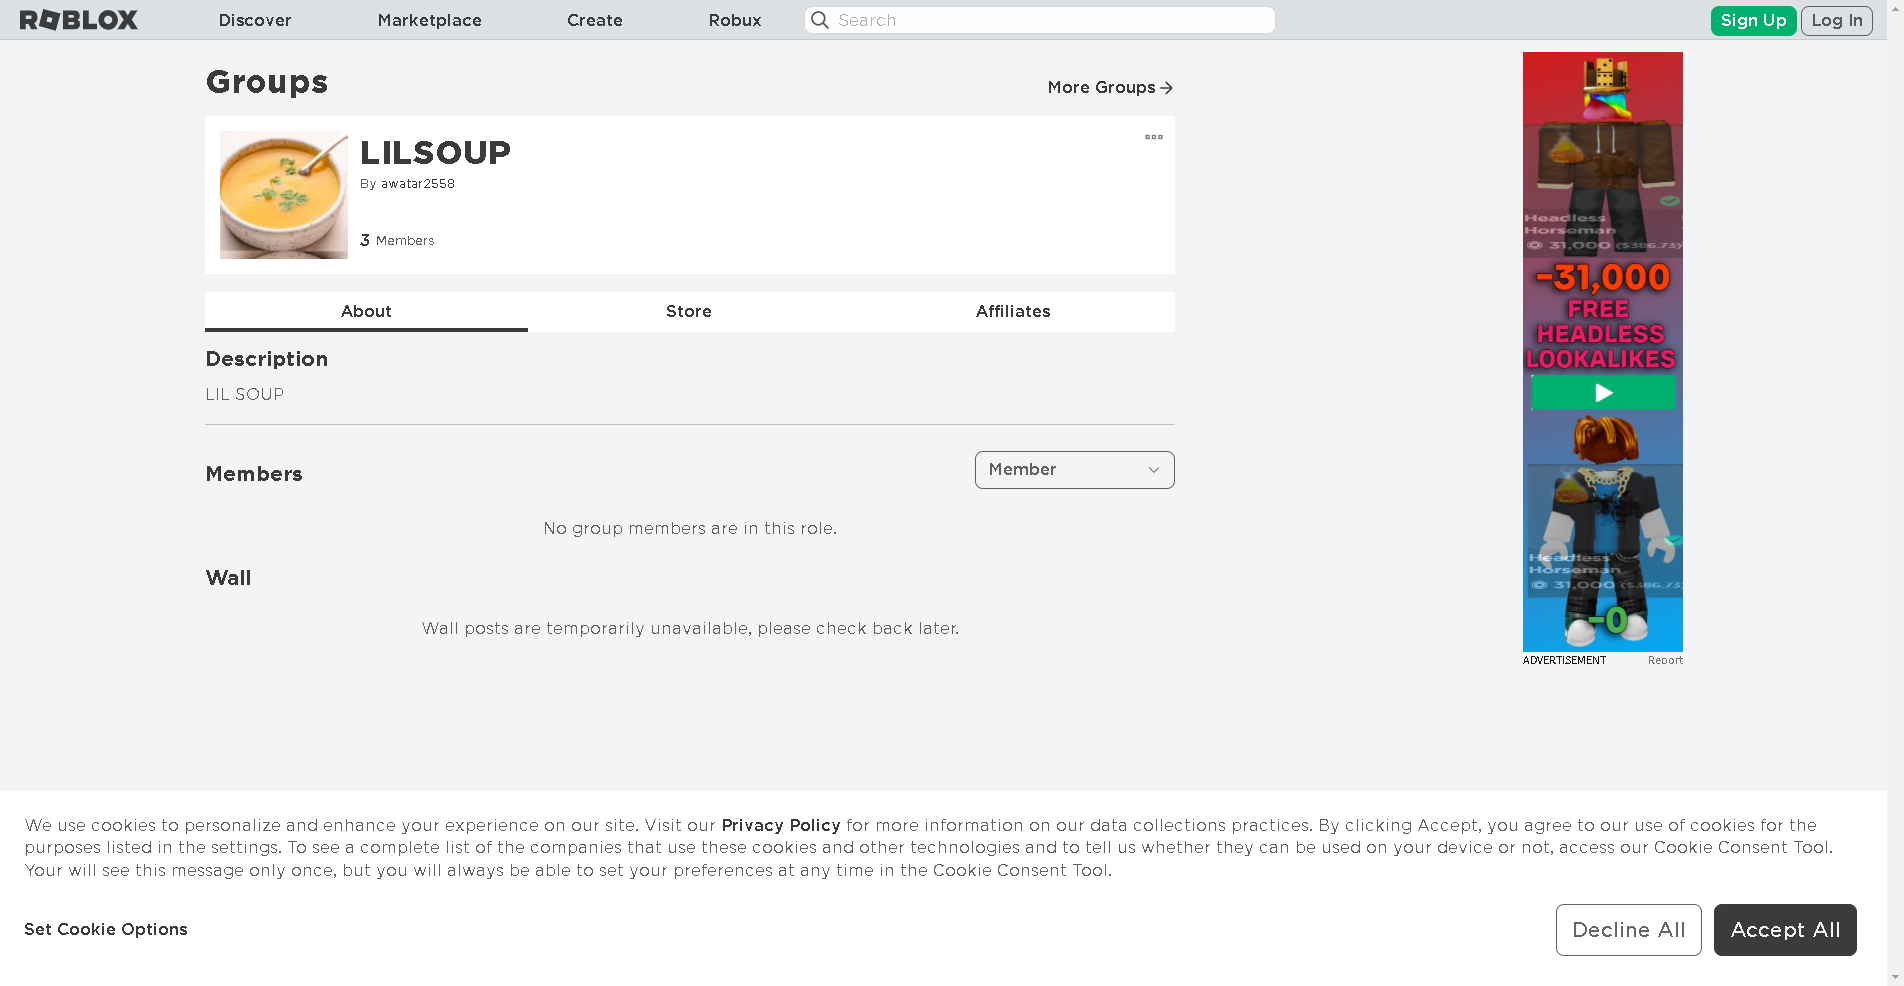 ROBLOX Discover Marketplace Create Robux Search Sign Up Log In
Groups
More Groups
LILSOUP
By awatar2558
3 Members
About Store Affiliates
Description
LIL SOUP
Members
Member
No group members are in this role.
Wall
Wall posts are temporarily unavailable, please check back later.
Headless
Horseman
31,000 ($386.73)
-31,000
FREE
HEADLESS
LOOKALIKES
Headless
Horseman
31,000 ($386.73)
-0
ADVERTISEMENT Report
We use cookies to personalize and enhance your experience on our site. Visit our Privacy Policy for more information on our data collections practices. By clicking Accept, you agree to our use of cookies for the
purposes listed in the settings. To see a complete list of the companies that use these cookies and other technologies and to tell us whether they can be used on your device or not, access our Cookie Consent Tool.
Your will see this message only once, but you will always be able to set your preferences at any time in the Cookie Consent Tool.
Set Cookie Options
Decline All Accept All